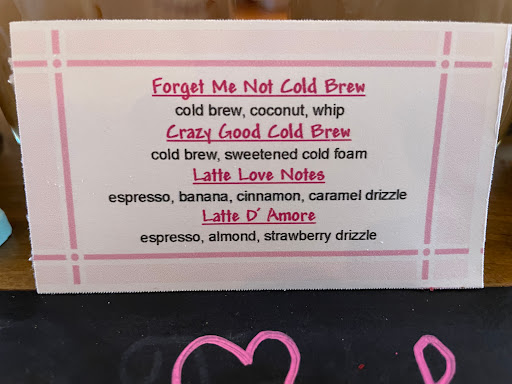 Forget Me Not Cold Brew
cold brew, coconut, whip
Crazy Good Cold Brew
cold brew, sweetened cold foam
Latte Love Notes
espresso, banana, cinnamon, caramel drizzle
Latte D' Amore
espresso, almond, strawberry drizzle